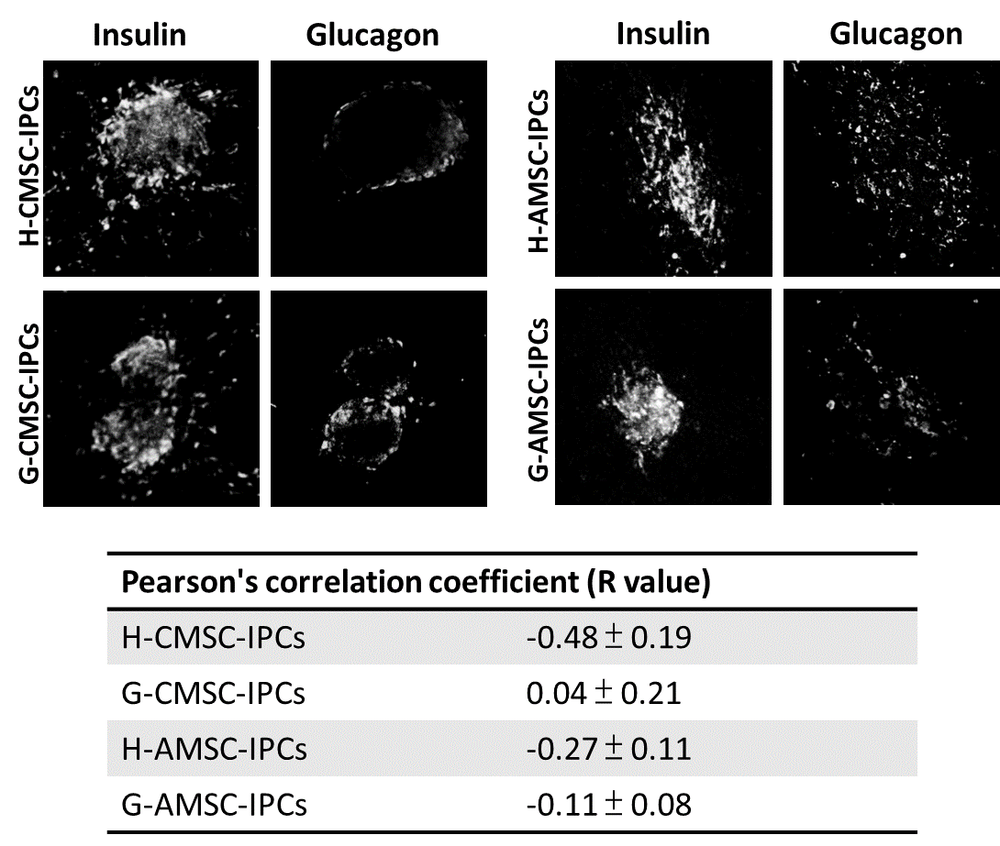 Insulin Glucagon Insulin Glucagon
H-CMSC-IPCs
H-AMSC-IPCs
G-CMSC-IPCs
G-AMSC-IPCs
Pearson's correlation coefficient (R value)
H-CMSC-IPCs -0.48 ± 0.19
G-CMSC-IPCs 0.04 ± 0.21
H-AMSC-IPCs -0.27 ± 0.11
G-AMSC-IPCs -0.11 ± 0.08